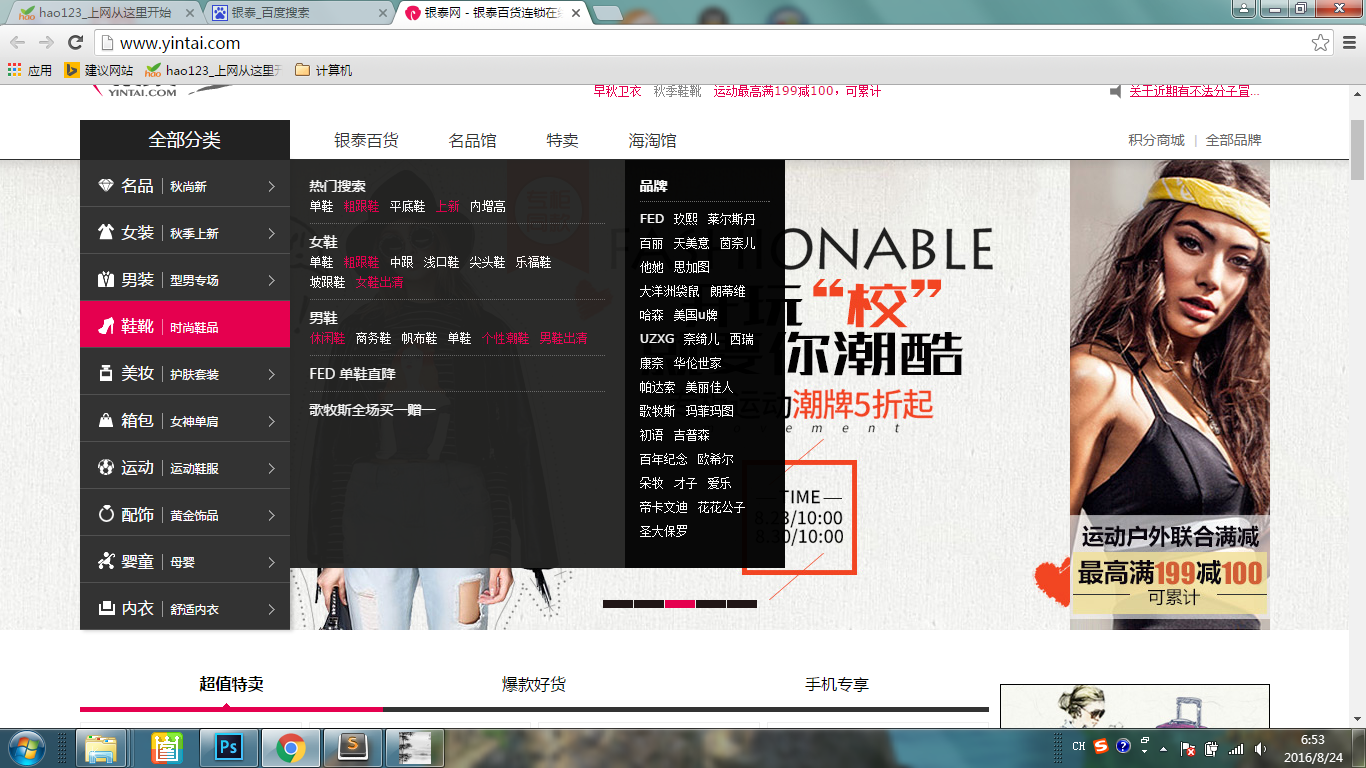 hao123_上网从这里开始
银泰_百度搜索
银泰网 - 银泰百货连锁在
www.yintai.com
应用
建议网站
hao123_上网从这里开
计算机
YINTAI.COM
早秋卫衣 秋季鞋靴 运动最高满199减100，可累计
关于近期有不法分子冒...
全部分类
银泰百货 名品馆 特卖 海淘馆
积分商城 | 全部品牌
名品 | 秋尚新
女装 | 秋季上新
男装 | 型男专场
鞋靴 | 时尚鞋品
美妆 | 护肤套装
箱包 | 女神单肩
运动 | 运动鞋服
配饰 | 黄金饰品
婴童 | 母婴
内衣 | 舒适内衣
热门搜索
单鞋 粗跟鞋 平底鞋 上新 内增高
女鞋
单鞋 粗跟鞋 中跟 浅口鞋 尖头鞋 乐福鞋
坡跟鞋 女鞋出清
男鞋
休闲鞋 商务鞋 帆布鞋 单鞋 个性潮鞋 男鞋出清
FED 单鞋直降
歌牧斯全场买一赠一
品牌
FED 玖熙 莱尔斯丹
百丽 天美意 茵奈儿
他她 思加图
大洋洲袋鼠 朗蒂维
哈森 美国u牌
UZXG 奈绮儿 西瑞
康奈 华伦世家
帕达索 美丽佳人
歌牧斯 玛菲玛图
初语 吉普森
百年纪念 欧希尔
朵牧 才子 爱乐
帝卡文迪 花花公子
圣大保罗
FASHIONABLE
玩“校”
你潮酷
运动潮牌5折起
vement
TIME
8.23/10:00
8.30/10:00
运动户外联合满减
最高满199减100
可累计
超值特卖
爆款好货
手机专享
Ps
S
CH
6:53
2016/8/24